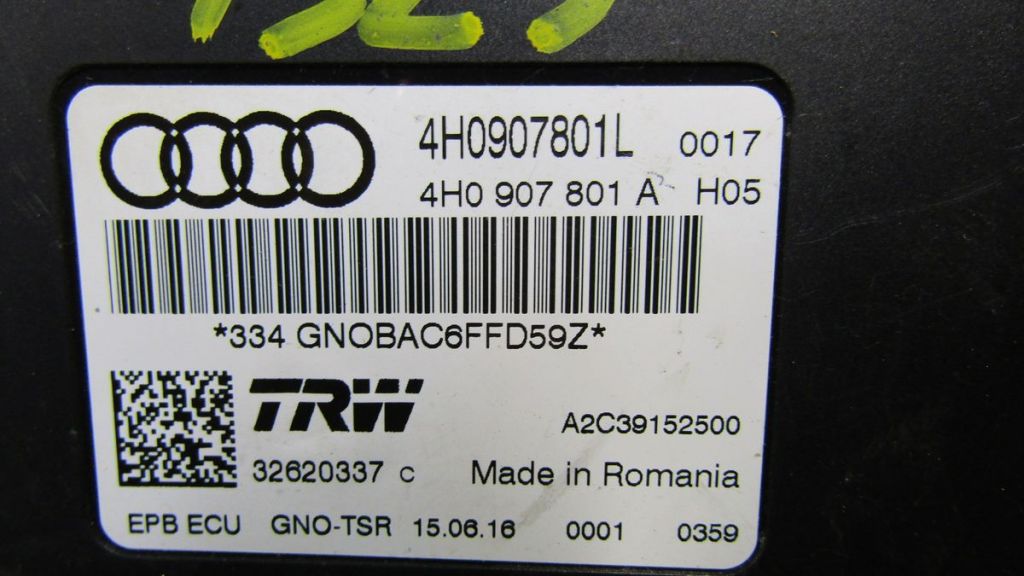 4H0907801L 0017
4H0 907 801 A H05
*334 GNOBAC6FFD59Z*
TRW
A2C39152500
32620337 C Made in Romania
EPB ECU GNO-TSR 15.06.16 0001 0359